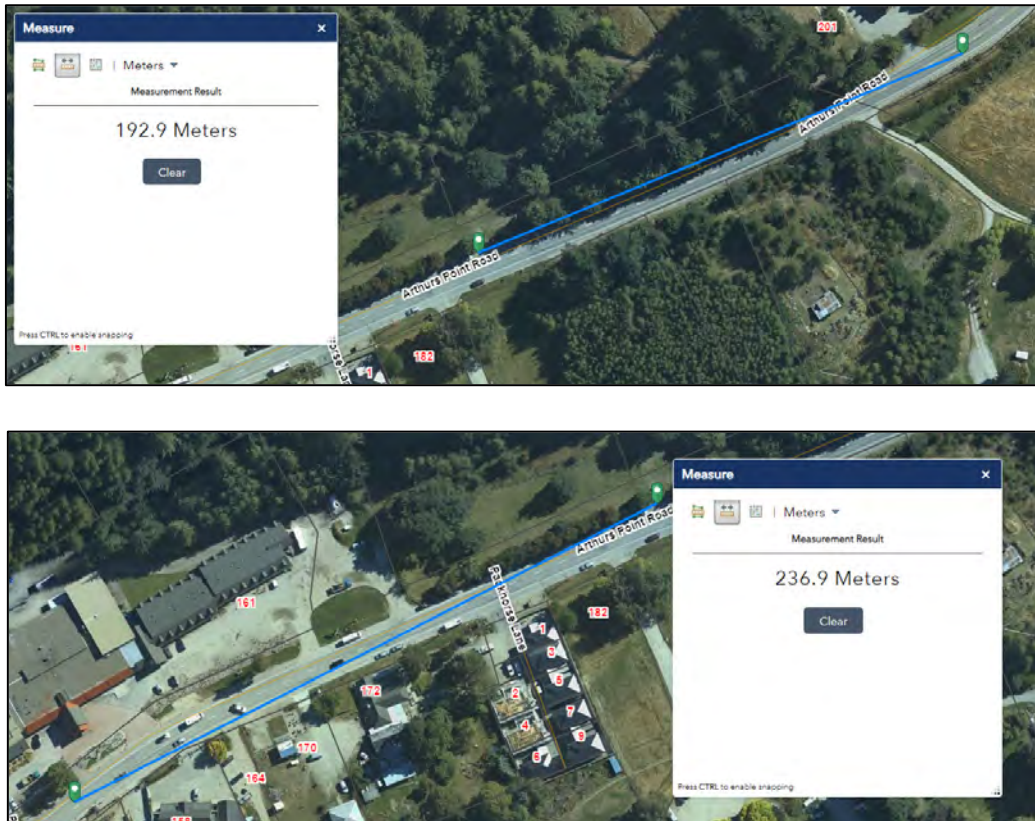 Measure
×
| Meters
Measurement Result
192.9 Meters
Clear
Press CTRL to enable snapping
201
Arthurs Point Road
Arthurs Point Road
161
182
1
Measure
×
| Meters
Measurement Result
236.9 Meters
Clear
Press CTRL to enable snapping
Arthurs Point Road
Packhorse Lane
161
182
1
3
172
5
2
7
4
9
170
6
164